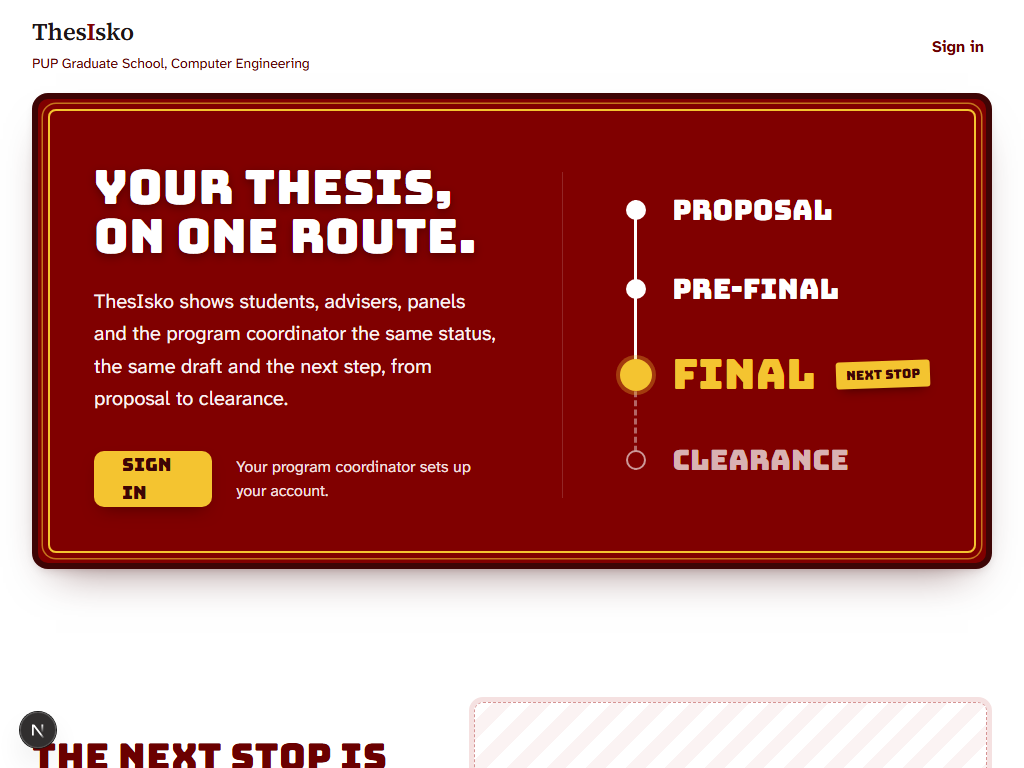 ThesIsko
PUP Graduate School, Computer Engineering
Sign in
YOUR THESIS,
ON ONE ROUTE.
ThesIsko shows students, advisers, panels
and the program coordinator the same status,
the same draft and the next step, from
proposal to clearance.
SIGN
IN
Your program coordinator sets up
your account.
PROPOSAL
PRE-FINAL
FINAL
NEXT STOP
CLEARANCE
N
THE NEXT STOP IS